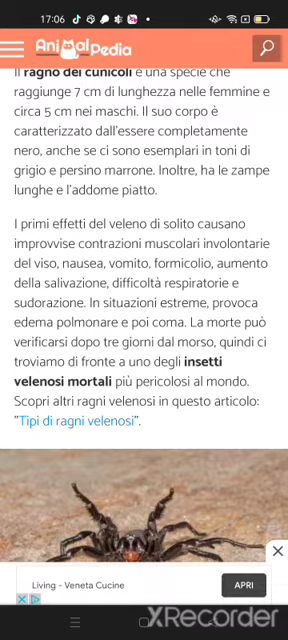 17:06
AnimalPedia
Il ragno dei cunicoli è una specie che
raggiunge 7 cm di lunghezza nelle femmine e
circa 5 cm nei maschi. Il suo corpo è
caratterizzato dall'essere completamente
nero, anche se ci sono esemplari in toni di
grigio e persino marrone. Inoltre, ha le zampe
lunghe e l'addome piatto.
I primi effetti del veleno di solito causano
improvvise contrazioni muscolari involontarie
del viso, nausea, vomito, formicolio, aumento
della salivazione, difficoltà respiratorie e
sudorazione. In situazioni estreme, provoca
edema polmonare e poi coma. La morte può
verificarsi dopo tre giorni dal morso, quindi ci
troviamo di fronte a uno degli insetti
velenosi mortali più pericolosi al mondo.
Scopri altri ragni velenosi in questo articolo:
"Tipi di ragni velenosi".
Living - Veneta Cucine
APRI
XRecorder